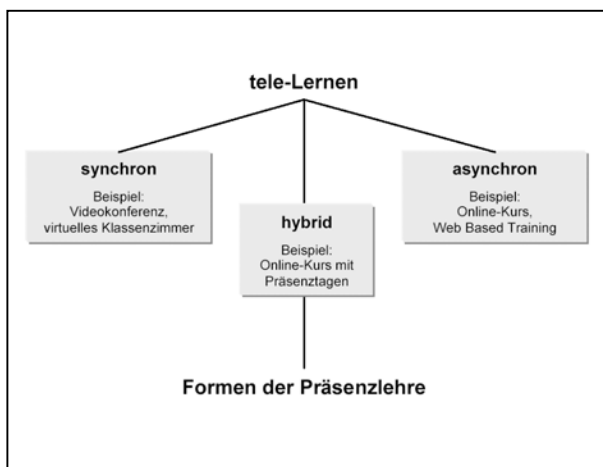 tele-Lernen
synchron
Beispiel:
Videokonferenz,
virtuelles Klassenzimmer
hybrid
Beispiel:
Online-Kurs mit
Präsenztagen
asynchron
Beispiel:
Online-Kurs,
Web Based Training
Formen der Präsenzlehre